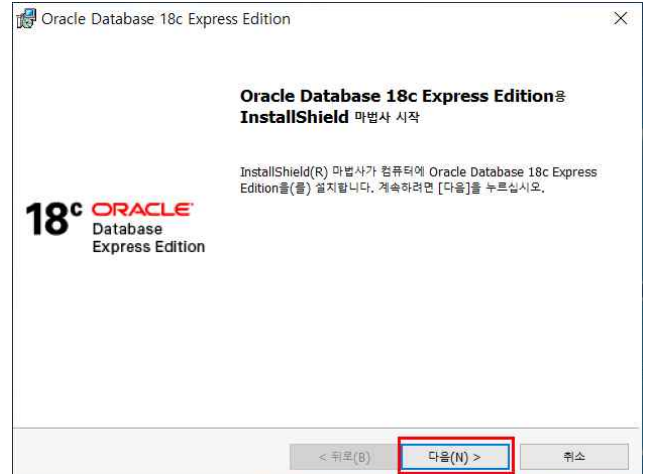 Oracle Database 18c Express Edition
Oracle Database 18c Express Edition용
InstallShield 마법사 시작
InstallShield(R) 마법사가 컴퓨터에 Oracle Database 18c Express
Edition을(를) 설치합니다. 계속하려면 [다음]을 누르십시오.
18c ORACLE
Database
Express Edition
< 뒤로(B)
다음(N) >
취소